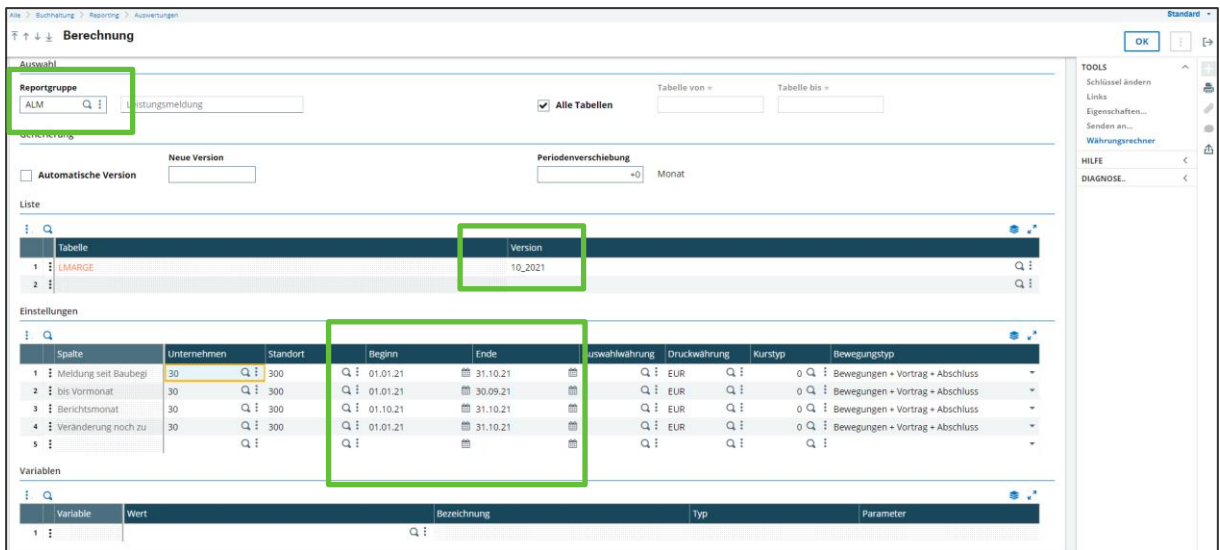 Alle > Buchhaltung > Reporting > Auswertungen
Standard
Berechnung
OK
Auswahl
Reportgruppe
Tabelle von
Tabelle bis
ALM
Leistungsmeldung
Alle Tabellen
Generierung
Neue Version
Periodenverschiebung
Automatische Version
+0 Monat
Liste
Tabelle Version
1 LMARGE 10_2021
2
Einstellungen
Spalte Unternehmen Standort Beginn Ende Auswahlwährung Druckwährung Kurstyp Bewegungstyp
1 Meldung seit Baubegi 30 300 01.01.21 31.10.21 EUR 0 Bewegungen + Vortrag + Abschluss
2 bis Vormonat 30 300 01.01.21 30.09.21 EUR 0 Bewegungen + Vortrag + Abschluss
3 Berichtsmonat 30 300 01.10.21 31.10.21 EUR 0 Bewegungen + Vortrag + Abschluss
4 Veränderung noch zu 30 300 01.01.21 31.10.21 EUR 0 Bewegungen + Vortrag + Abschluss
5
Variablen
Variable Wert Bezeichnung Typ Parameter
1
TOOLS
Schlüssel ändern
Links
Eigenschaften...
Senden an...
Währungsrechner
HILFE
DIAGNOSE..